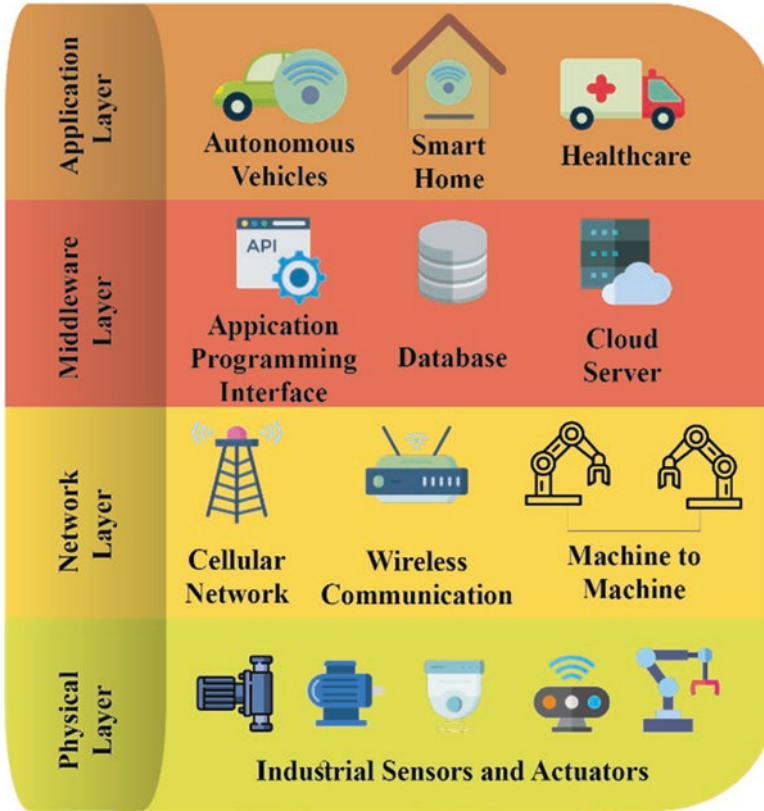 Application
Layer
Autonomous
Vehicles
Smart
Home
Healthcare
Middleware
Layer
API
Appication
Programming
Interface
Database
Cloud
Server
Network
Layer
Cellular
Network
Wireless
Communication
Machine to
Machine
Physical
Layer
Industrial Sensors and Actuators